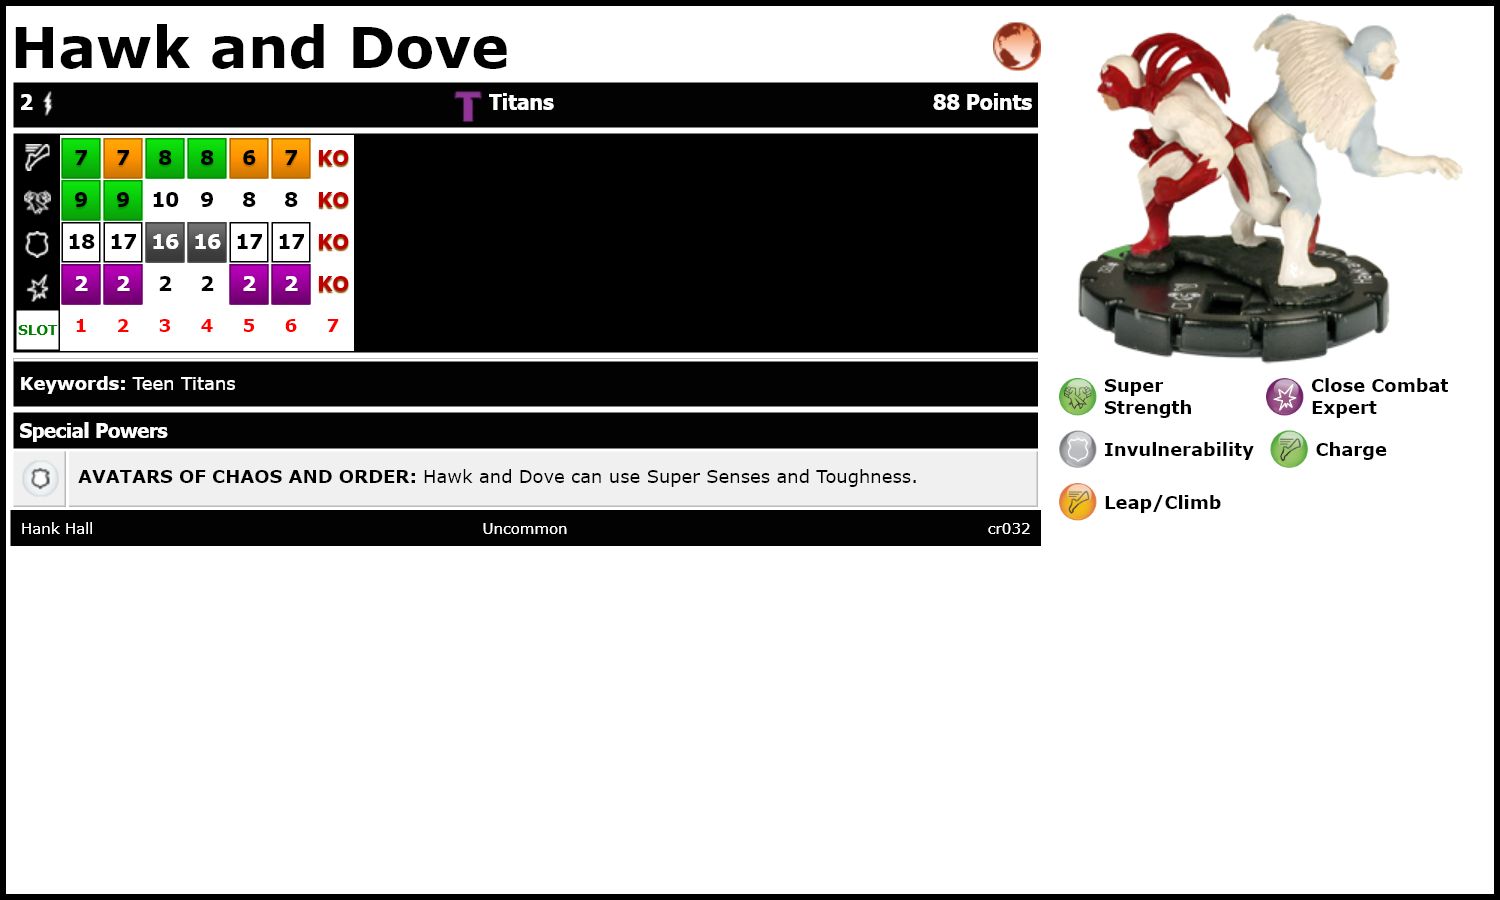 Hawk and Dove
2 T Titans 88 Points
7 7 8 8 6 7 KO
9 9 10 9 8 8 KO
18 17 16 16 17 17 KO
2 2 2 2 2 2 KO
SLOT 1 2 3 4 5 6 7
Keywords: Teen Titans
Special Powers
AVATARS OF CHAOS AND ORDER: Hawk and Dove can use Super Senses and Toughness.
Hank Hall Uncommon cr032
Super
Strength
Close Combat
Expert
Invulnerability
Charge
Leap/Climb